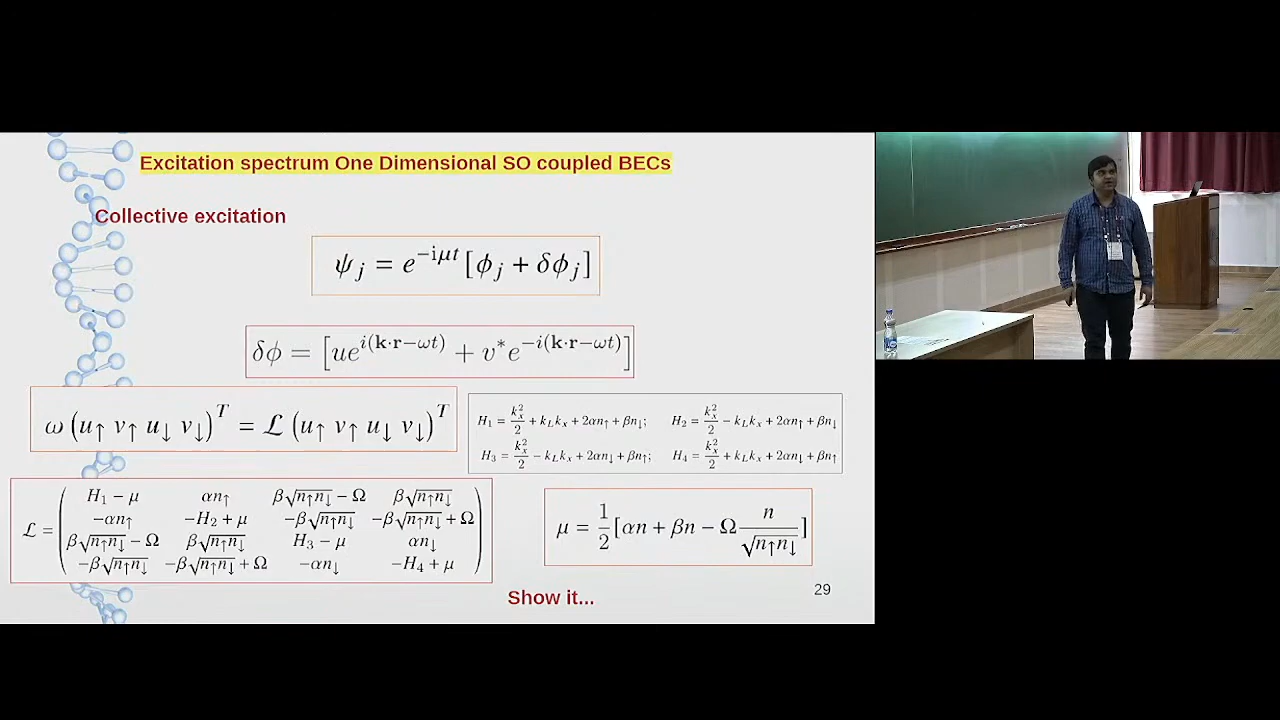 Excitation spectrum One Dimensional SO coupled BECs
Collective excitation
ψ_j = e^{-iμt} [ϕ_j + δϕ_j]
δϕ = [ue^{i(k·r−ωt)} + v*e^{−i(k·r−ωt)}]
ω (u↑ v↑ u↓ v↓)^T = ℒ (u↑ v↑ u↓ v↓)^T
H₁ = k_x²/2 + k_L k_x + 2αn↑ + βn↓; H₂ = k_x²/2 − k_L k_x + 2αn↑ + βn↓
H₃ = k_x²/2 − k_L k_x + 2αn↓ + βn↑; H₄ = k_x²/2 + k_L k_x + 2αn↓ + βn↑
ℒ = ( H₁ − μ αn↑ β√(n↑n↓) − Ω β√(n↑n↓)
−αn↑ −H₂ + μ −β√(n↑n↓) −β√(n↑n↓) + Ω
β√(n↑n↓) − Ω β√(n↑n↓) H₃ − μ αn↓
−β√(n↑n↓) −β√(n↑n↓) + Ω −αn↓ −H₄ + μ )
μ = 1/2 [αn + βn − Ω n/√(n↑n↓)]
Show it...
29